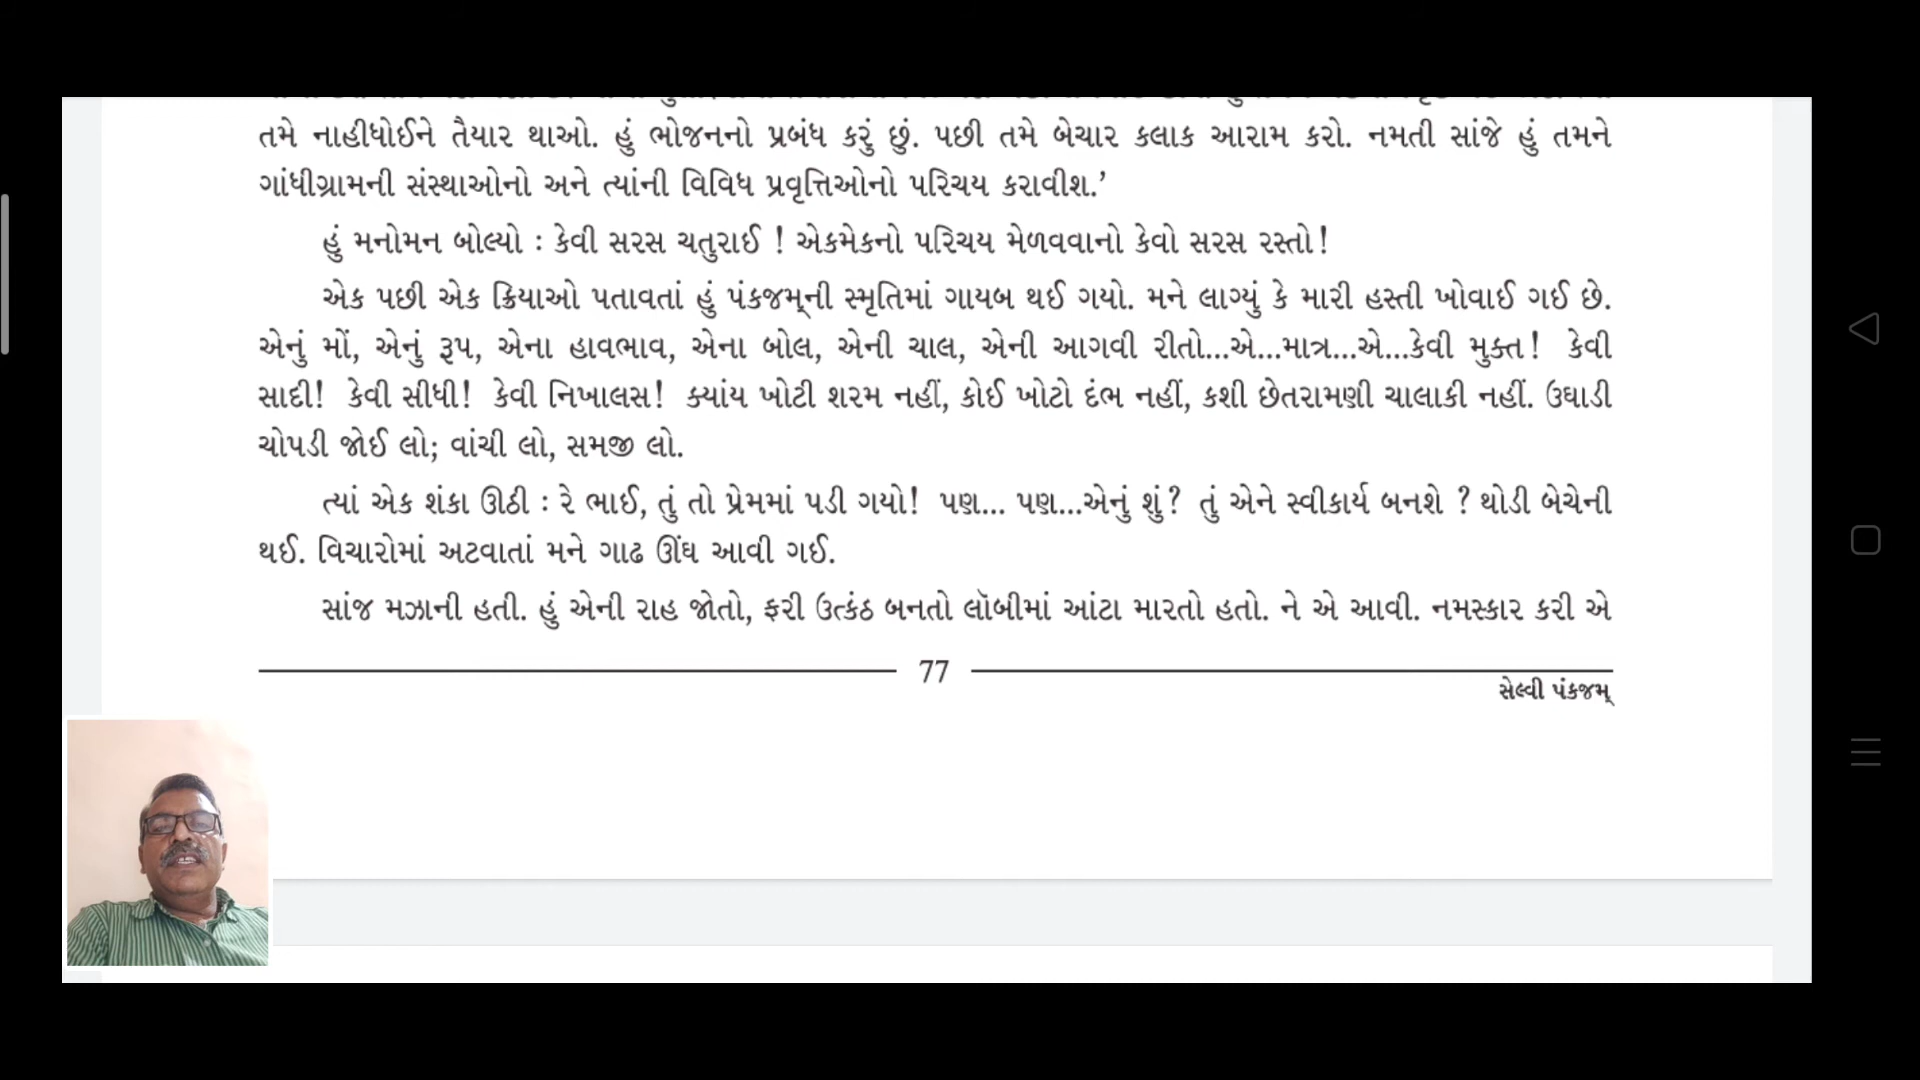 તમે નાહીધોઈને તૈયાર થાઓ. હું ભોજનનો પ્રબંધ કરું છું. પછી તમે બેચાર કલાક આરામ કરો. નમતી સાંજે હું તમને
ગાંધીગ્રામની સંસ્થાઓનો અને ત્યાંની વિવિધ પ્રવૃત્તિઓનો પરિચય કરાવીશ.’
હું મનોમન બોલ્યો : કેવી સરસ ચતુરાઈ ! એકમેકનો પરિચય મેળવવાનો કેવો સરસ રસ્તો!
એક પછી એક ક્રિયાઓ પતાવતાં હું પંકજમ્‌ની સ્મૃતિમાં ગાયબ થઈ ગયો. મને લાગ્યું કે મારી હસ્તી ખોવાઈ ગઈ છે.
એનું મોં, એનું રૂપ, એના હાવભાવ, એના બોલ, એની ચાલ, એની આગવી રીતો...એ...માત્ર...એ...કેવી મુક્ત! કેવી
સાદી! કેવી સીધી! કેવી નિખાલસ! ક્યાંય ખોટી શરમ નહીં, કોઈ ખોટો દંભ નહીં, કશી છેતરામણી ચાલાકી નહીં. ઉઘાડી
ચોપડી જોઈ લો; વાંચી લો, સમજી લો.
ત્યાં એક શંકા ઊઠી : રે ભાઈ, તું તો પ્રેમમાં પડી ગયો! પણ... પણ...એનું શું? તું એને સ્વીકાર્ય બનશે ? થોડી બેચેની
થઈ. વિચારોમાં અટવાતાં મને ગાઢ ઊંઘ આવી ગઈ.
સાંજ મઝાની હતી. હું એની રાહ જોતો, ફરી ઉત્કંઠ બનતો લૉબીમાં આંટા મારતો હતો. ને એ આવી. નમસ્કાર કરી એ
77
સેલ્વી પંકજમ્